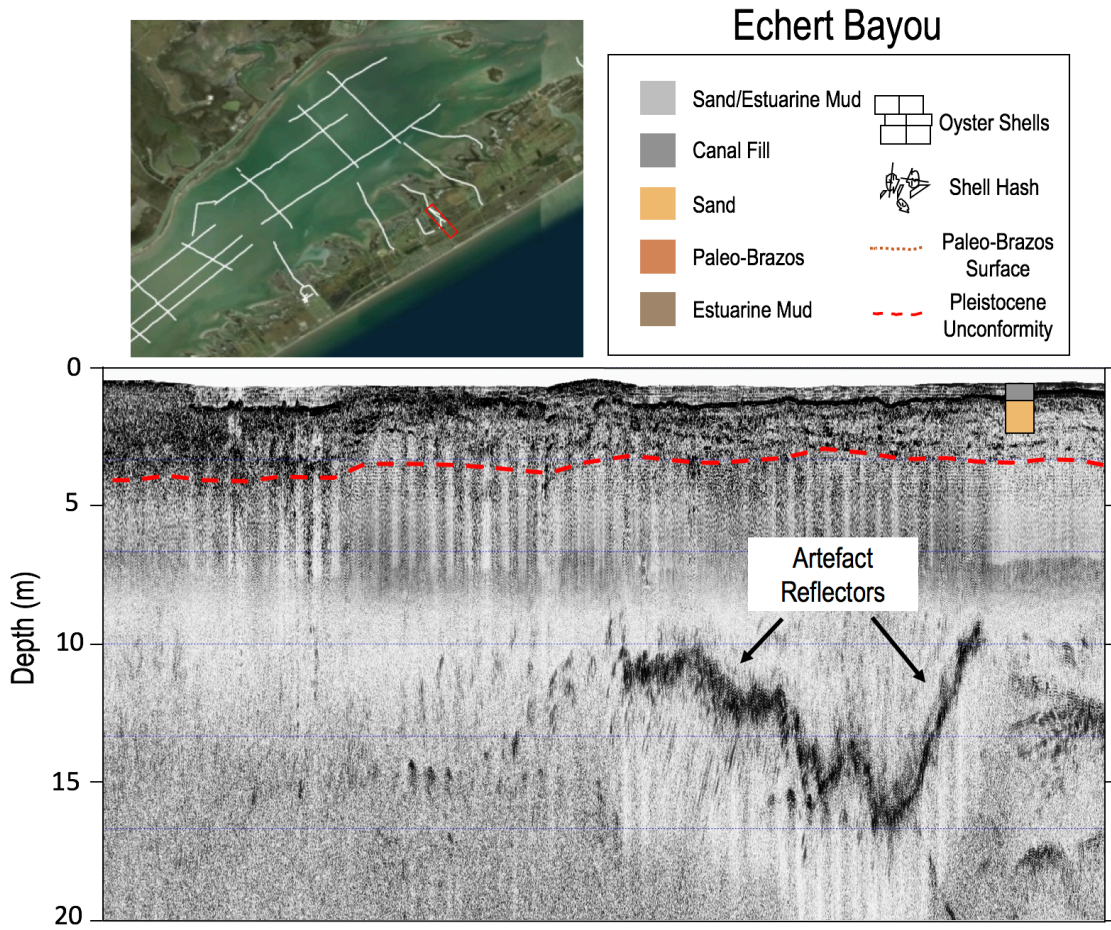 Echert Bayou
Sand/Estuarine Mud
Canal Fill
Sand
Paleo-Brazos
Estuarine Mud
Oyster Shells
Shell Hash
Paleo-Brazos
Surface
Pleistocene
Unconformity
0
5
10
15
20
Depth (m)
Artefact
Reflectors